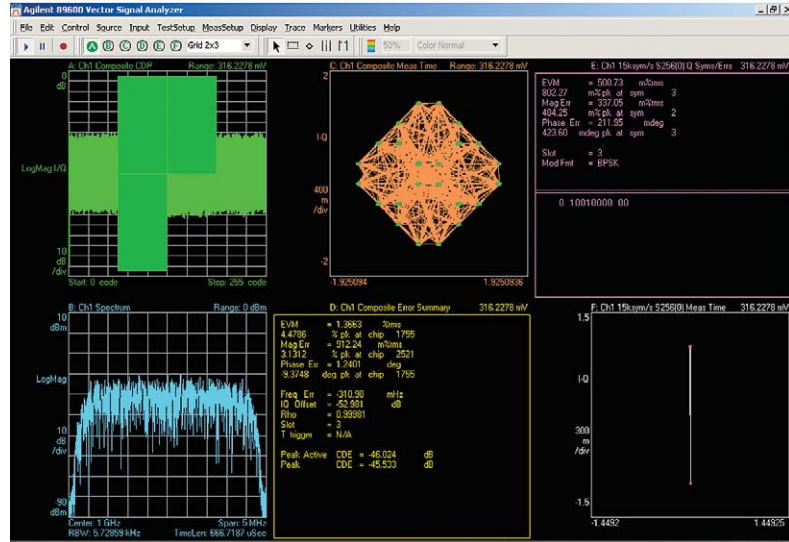 Agilent 89600 Vector Signal Analyzer
File Edit Control Source Input TestSetup MeasSetup Display Trace Markers Utilities Help
A B C D E F Grid 2x3 50% Color Normal
A: Ch1 Composite CDP Range: 316.2278 mV
0
dB
LogMag I/Q
10
dB
/div
Start: 0 code Stop: 255 code
C: Ch1 Composite Meas Time Range: 316.2278 mV
2
I-Q
400
m
/div
-2
-1.925094 1.9250936
E: Ch1 15ksym/s S256[0] Q Syms/Errs 316.2278 mV
EVM = 500.73 m%rms
802.27 m% pk at sym 3
Mag Err = 337.05 m%rms
404.25 m% pk at sym 2
Phase Err = 211.95 mdeg
423.60 mdeg pk at sym 3
Slot = 3
Mod Fmt = BPSK
0 10010000 00
B: Ch1 Spectrum Range: 0 dBm
10
dBm
LogMag
10
dB
/div
-90
dBm
Center: 1 GHz Span: 5 MHz
RBW: 5.72859 kHz TimeLen: 666.7187 uSec
D: Ch1 Composite Error Summary 316.2278 mV
EVM = 1.3663 %rms
4.4786 % pk at chip 1755
Mag Err = 912.24 m%rms
3.1312 % pk at chip 2521
Phase Err = 1.2401 deg
-9.3748 deg pk at chip 1755
Freq Err = -310.98 mHz
IQ Offset = -52.981 dB
Rho = 0.99981
Slot = 3
T trigger = N/A
Peak Active CDE = -46.024 dB
Peak CDE = -45.533 dB
F: Ch1 15ksym/s S256[0] Meas Time 316.2278 mV
1.5
I-Q
300
m
/div
-1.5
-1.4492 1.44925